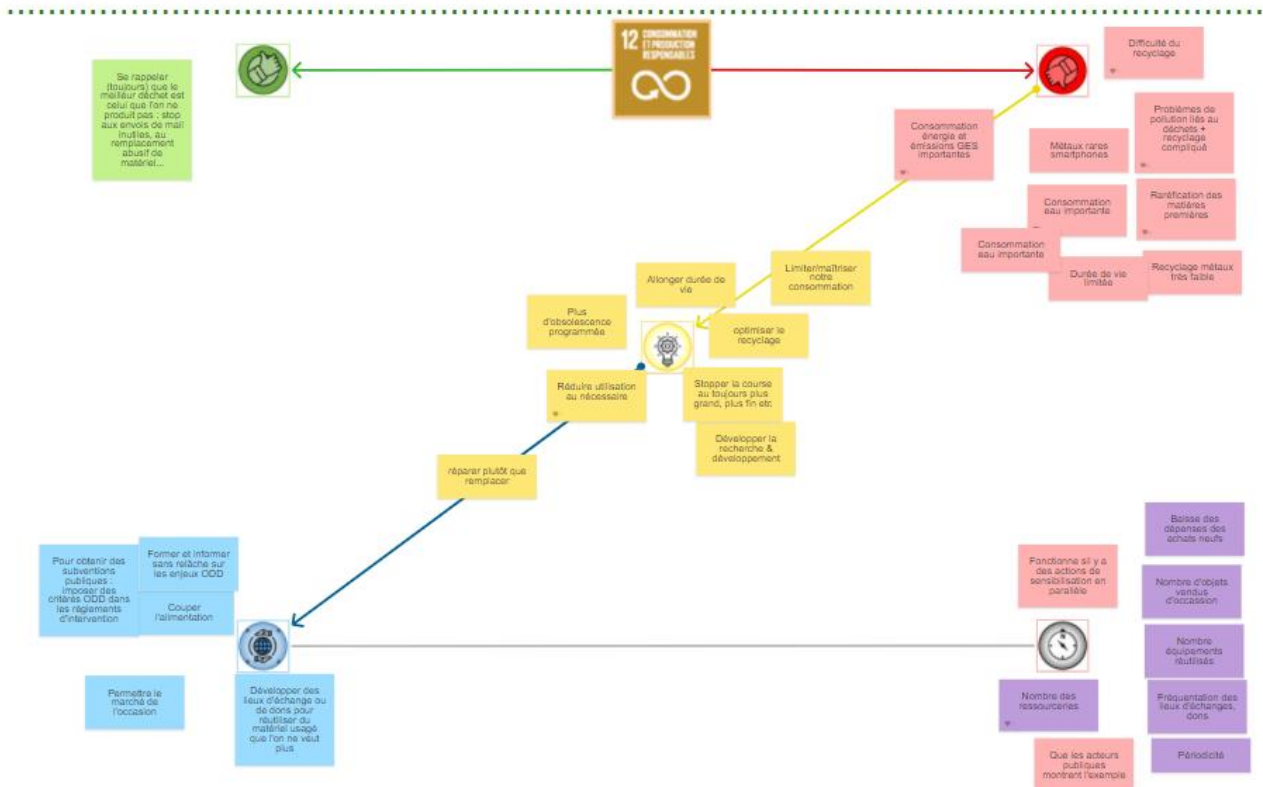 12 CONSOMMATION
ET PRODUCTION
RESPONSABLES
Se rappeler
(toujours) que le
meilleur déchet est
celui que l'on ne
produit pas : stop
aux envois de mail
inutiles, au
remplacement
abusif de
matériel...
Difficulté du
recyclage
Consommation
énergie et
émissions GES
importantes
Métaux rares
smartphones
Problèmes de
pollution liés au
déchets +
recyclage
compliqué
Consommation
eau importante
Raréfication des
matières
premières
Consommation
eau importante
Durée de vie
limitée
Recyclage métaux
très faible
Allonger durée de
vie
Limiter/maîtriser
notre
consommation
Plus
d'obsolescence
programmée
optimiser le
recyclage
Réduire utilisation
au nécessaire
Stopper la course
au toujours plus
grand, plus fin etc.
Développer la
recherche &
développement
réparer plutôt que
remplacer
Pour obtenir des
subventions
publiques :
imposer des
critères ODD dans
les règlements
d'intervention
Former et informer
sans relâche sur
les enjeux ODD
Couper
l'alimentation
Permettre le
marché de
l'occasion
Développer des
lieux d'échange ou
de dons pour
réutiliser du
matériel usagé
que l'on ne veut
plus
Fonctionne sil y a
des actions de
sensibilisation en
parallèle
Baisse des
dépenses des
achats neufs
Nombre d'objets
vendus
d'occassion
Nombre
équipements
réutilisés
Nombre des
ressourceries
Fréquentation des
lieux d'échanges,
dons
Que les acteurs
publiques
montrent l'exemple
Périodicité